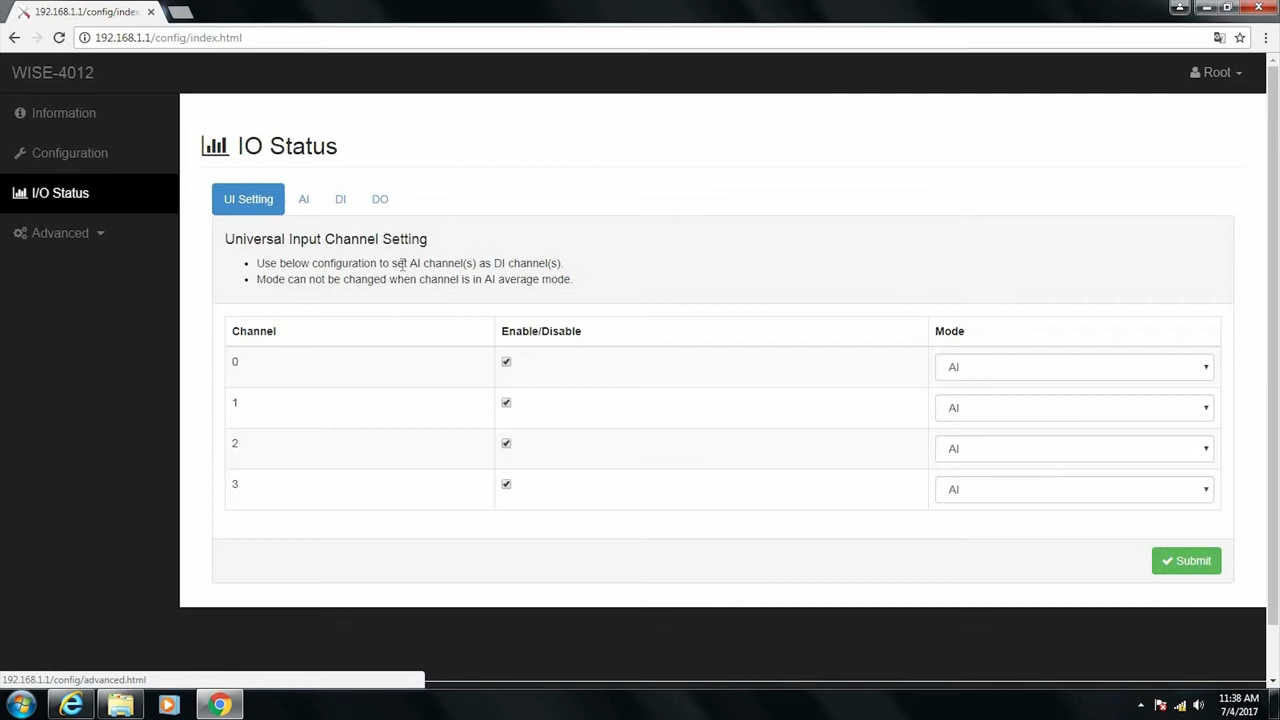 192.168.1.1/config/index
192.168.1.1/config/index.html
WISE-4012
Root
Information
Configuration
I/O Status
Advanced
IO Status
UI Setting AI DI DO
Universal Input Channel Setting
Use below configuration to set AI channel(s) as DI channel(s).
Mode can not be changed when channel is in AI average mode.
Channel Enable/Disable Mode
0 AI
1 AI
2 AI
3 AI
Submit
192.168.1.1/config/advanced.html
11:38 AM
7/4/2017